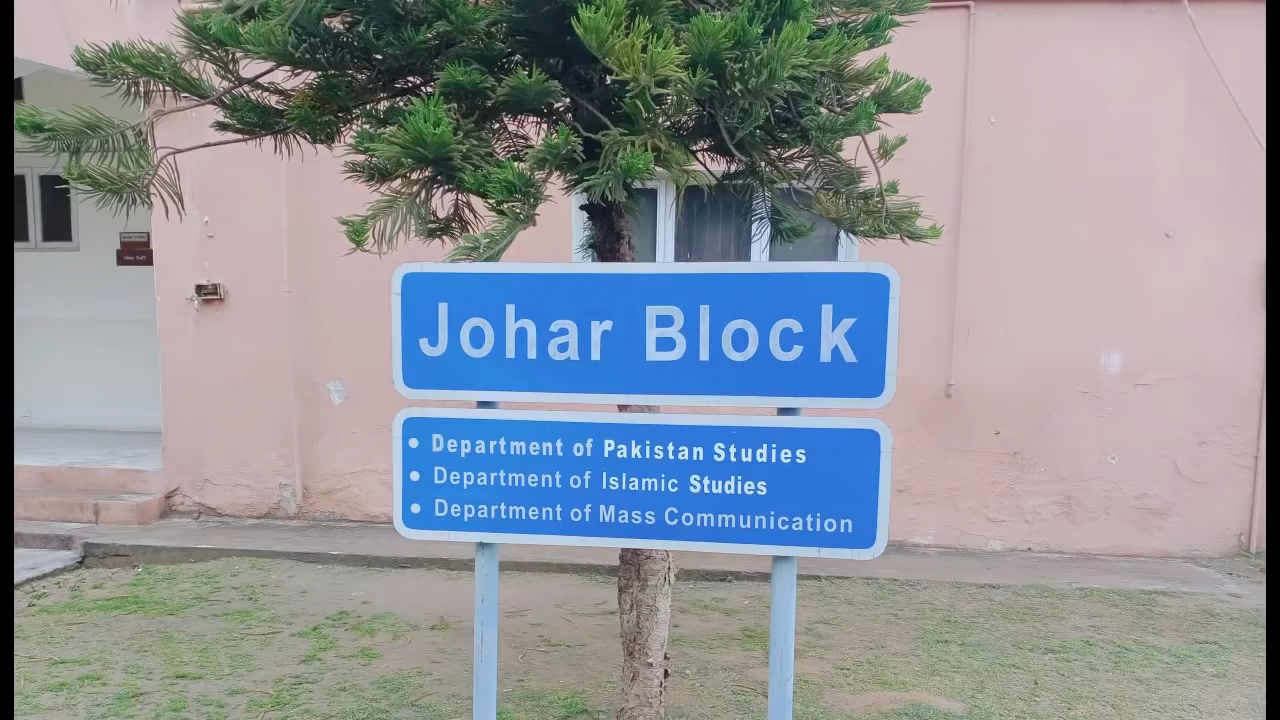 Johar Block
• Department of Pakistan Studies
• Department of Islamic Studies
• Department of Mass Communication